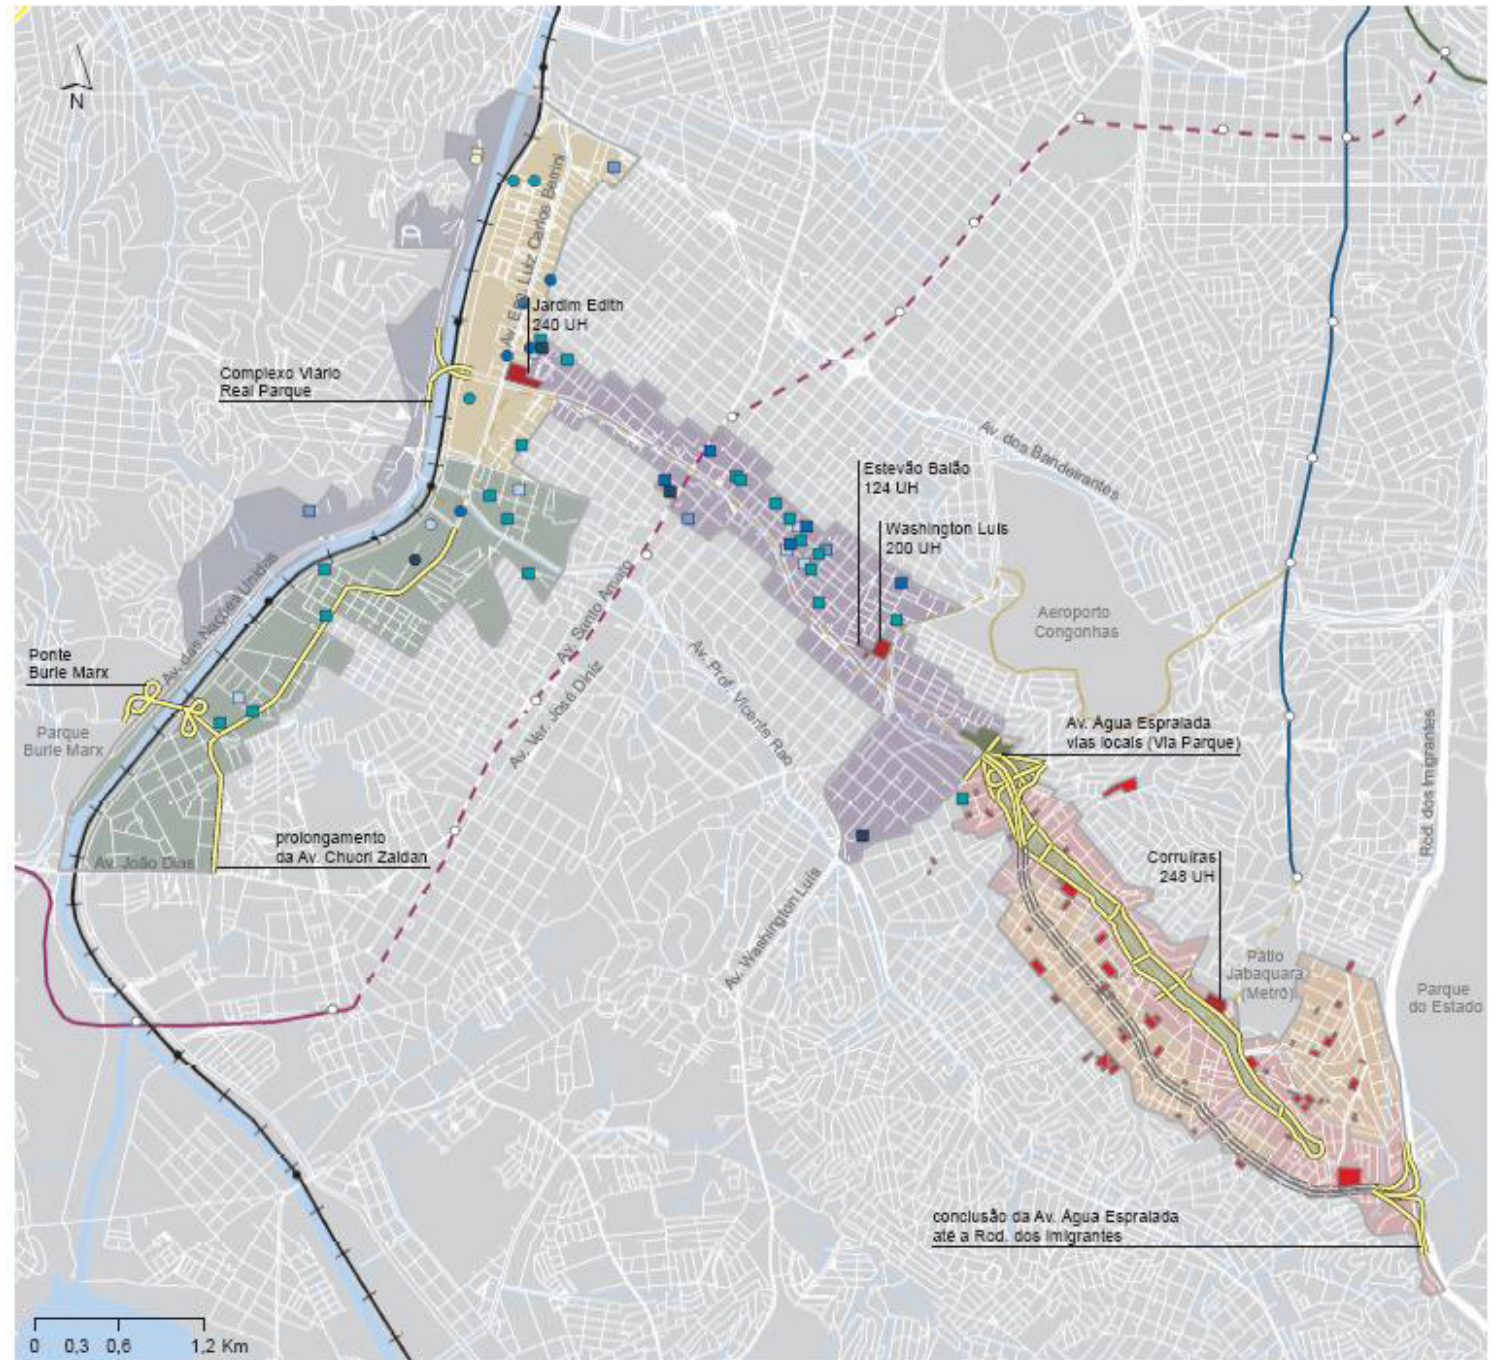 N
Av. Eng. Luiz Carlos Berrini
Jardim Edith
240 UH
Complexo Viário
Real Parque
Av. dos Bandeirantes
Estevão Baião
124 UH
Washington Luís
200 UH
Aeroporto
Congonhas
Av. das Nações Unidas
Av. Santo Amaro
Ponte
Burle Marx
Av. Prof. Vicente Rao
Av. Ver. José Diniz
Parque
Burle Marx
Av. Água Espraiada
vias locais (Via Parque)
Rod. dos Imigrantes
prolongamento
da Av. Chucri Zaidan
Av. João Dias
Corruíras
248 UH
Av. Washington Luís
Pátio
Jabaquara
(Metrô)
Parque
do Estado
conclusão da Av. Água Espraiada
até a Rod. dos Imigrantes
0 0,3 0,6 1,2 Km